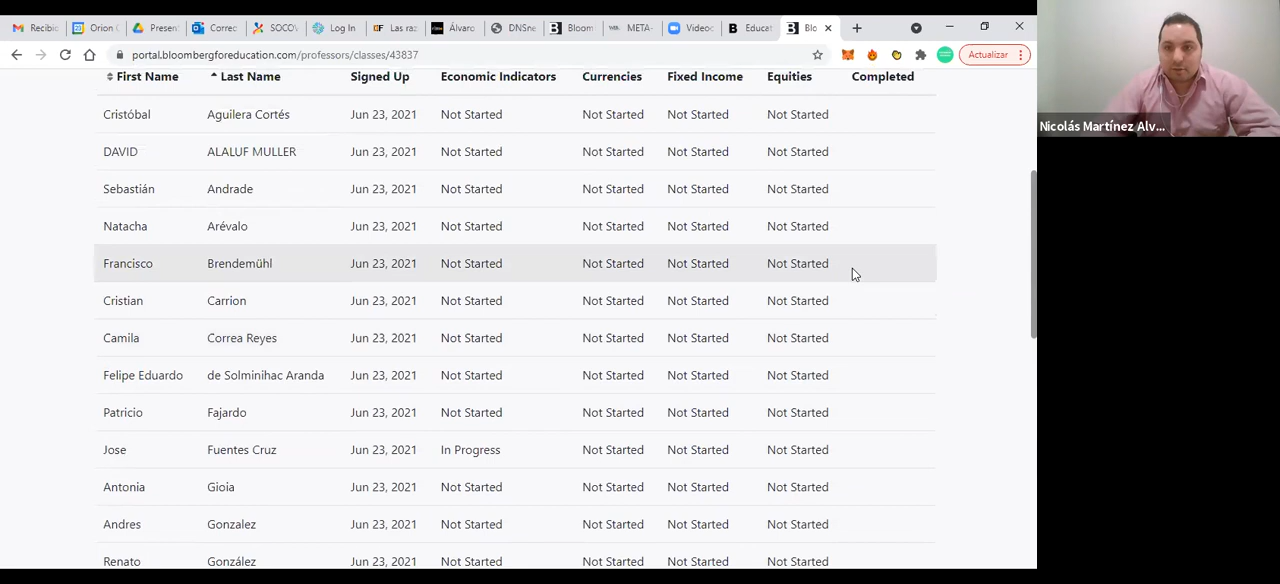 Recibi
Orion C
Presen
Correc
SOCOV
Log In
Las raz
Álvaro
DNSne
Bloom
META-
Videoc
Educat
Blo
portal.bloombergforeducation.com/professors/classes/43837
Actualizar
First Name Last Name Signed Up Economic Indicators Currencies Fixed Income Equities Completed
Cristóbal Aguilera Cortés Jun 23, 2021 Not Started Not Started Not Started Not Started
DAVID ALALUF MULLER Jun 23, 2021 Not Started Not Started Not Started Not Started
Sebastián Andrade Jun 23, 2021 Not Started Not Started Not Started Not Started
Natacha Arévalo Jun 23, 2021 Not Started Not Started Not Started Not Started
Francisco Brendemühl Jun 23, 2021 Not Started Not Started Not Started Not Started
Cristian Carrion Jun 23, 2021 Not Started Not Started Not Started Not Started
Camila Correa Reyes Jun 23, 2021 Not Started Not Started Not Started Not Started
Felipe Eduardo de Solminihac Aranda Jun 23, 2021 Not Started Not Started Not Started Not Started
Patricio Fajardo Jun 23, 2021 Not Started Not Started Not Started Not Started
Jose Fuentes Cruz Jun 23, 2021 In Progress Not Started Not Started Not Started
Antonia Gioia Jun 23, 2021 Not Started Not Started Not Started Not Started
Andres Gonzalez Jun 23, 2021 Not Started Not Started Not Started Not Started
Renato González Jun 23, 2021 Not Started Not Started Not Started Not Started
Nicolás Martínez Alv...